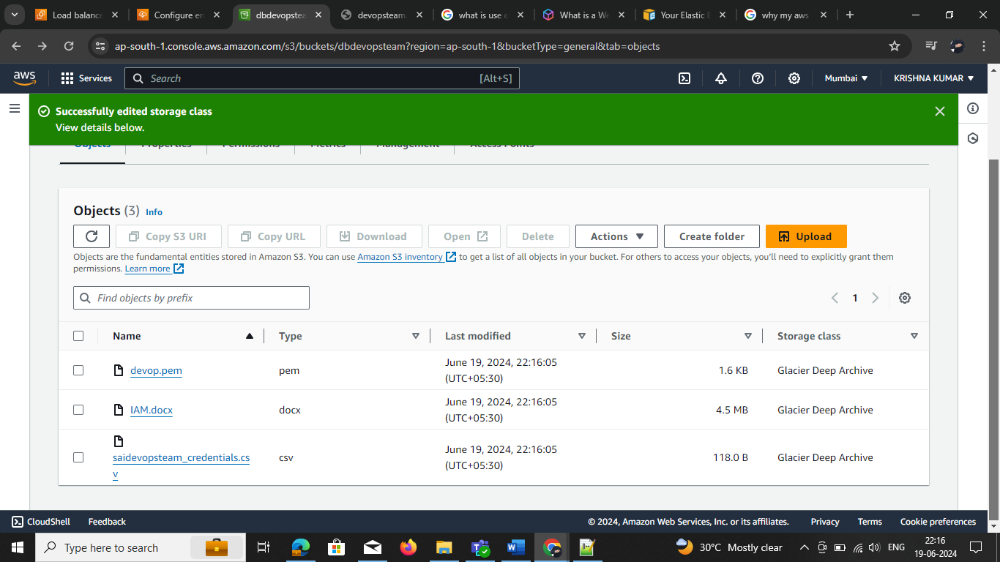 Load balance
Configure en
dbdevopstea
devopsteam.
what is use c
What is a We
Your Elastic B
why my aws
ap-south-1.console.aws.amazon.com/s3/buckets/dbdevopsteam?region=ap-south-1&bucketType=general&tab=objects
aws
Services
Search
[Alt+S]
Mumbai
KRISHNA KUMAR
Successfully edited storage class
View details below.
Objects
Properties
Permissions
Metrics
Management
Access Points
Objects (3) Info
Copy S3 URI
Copy URL
Download
Open
Delete
Actions
Create folder
Upload
Objects are the fundamental entities stored in Amazon S3. You can use Amazon S3 inventory to get a list of all objects in your bucket. For others to access your objects, you'll need to explicitly grant them
permissions. Learn more
Find objects by prefix
1
Name
Type
Last modified
Size
Storage class
devop.pem
pem
June 19, 2024, 22:16:05
(UTC+05:30)
1.6 KB
Glacier Deep Archive
IAM.docx
docx
June 19, 2024, 22:16:05
(UTC+05:30)
4.5 MB
Glacier Deep Archive
saidevopsteam_credentials.cs
v
csv
June 19, 2024, 22:16:05
(UTC+05:30)
118.0 B
Glacier Deep Archive
CloudShell
Feedback
© 2024, Amazon Web Services, Inc. or its affiliates.
Privacy
Terms
Cookie preferences
Type here to search
30°C Mostly clear
ENG
22:16
19-06-2024